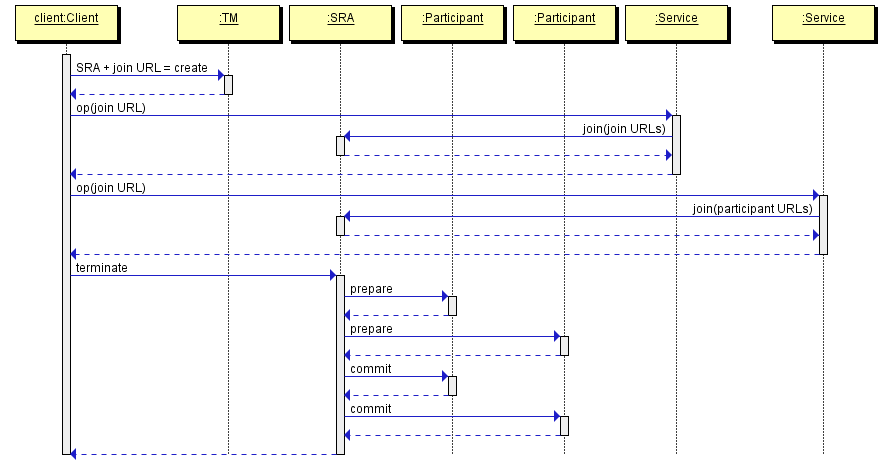 client:Client
:TM
:SRA
:Participant
:Participant
:Service
:Service
SRA + join URL = create
op(join URL)
join(join URLs)
op(join URL)
join(participant URLs)
terminate
prepare
prepare
commit
commit